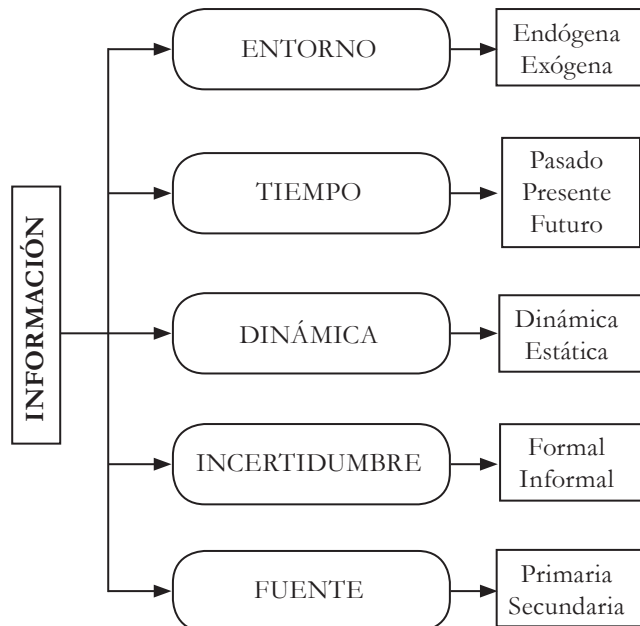 INFORMACIÓN
ENTORNO
Endógena
Exógena
TIEMPO
Pasado
Presente
Futuro
DINÁMICA
Dinámica
Estática
INCERTIDUMBRE
Formal
Informal
FUENTE
Primaria
Secundaria